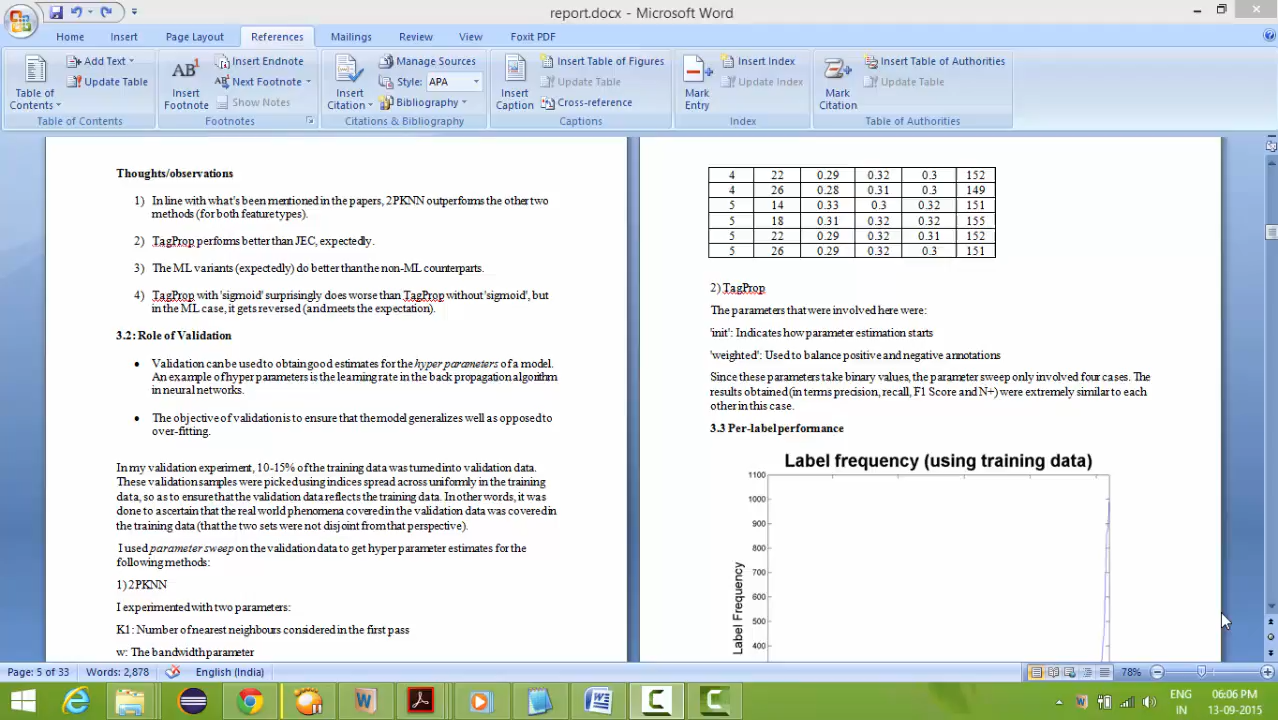 report.docx - Microsoft Word
Home Insert Page Layout References Mailings Review View Foxit PDF
Table of Contents
Add Text
Update Table
Table of Contents
AB¹
Insert Footnote
Insert Endnote
Next Footnote
Show Notes
Footnotes
Insert Citation
Manage Sources
Style: APA
Bibliography
Citations & Bibliography
Insert Caption
Insert Table of Figures
Update Table
Cross-reference
Captions
Mark Entry
Insert Index
Update Index
Index
Mark Citation
Insert Table of Authorities
Update Table
Table of Authorities
Thoughts/observations
1) In line with what's been mentioned in the papers, 2PKNN outperforms the other two
methods (for both feature types).
2) TagProp performs better than JEC, expectedly.
3) The ML variants (expectedly) do better than the non-ML counterparts.
4) TagProp with 'sigmoid' surprisingly does worse than TagProp without 'sigmoid', but
in the ML case, it gets reversed (and meets the expectation).
3.2: Role of Validation
• Validation can be used to obtain good estimates for the hyper parameters of a model.
An example of hyper parameters is the learning rate in the back propagation algorithm
in neural networks.
• The objective of validation is to ensure that the model generalizes well as opposed to
over-fitting.
In my validation experiment, 10-15% of the training data was turned into validation data.
These validation samples were picked using indices spread across uniformly in the training
data, so as to ensure that the validation data reflects the training data. In other words, it was
done to ascertain that the real world phenomena covered in the validation data was covered in
the training data (that the two sets were not disjoint from that perspective).
I used parameter sweep on the validation data to get hyper parameter estimates for the
following methods:
1) 2PKNN
I experimented with two parameters:
K1: Number of nearest neighbours considered in the first pass
w: The bandwidth parameter
4 22 0.29 0.32 0.3 152
4 26 0.28 0.31 0.3 149
5 14 0.33 0.3 0.32 151
5 18 0.31 0.32 0.32 155
5 22 0.29 0.32 0.31 152
5 26 0.29 0.32 0.3 151
2) TagProp
The parameters that were involved here were:
'init': Indicates how parameter estimation starts
'weighted': Used to balance positive and negative annotations
Since these parameters take binary values, the parameter sweep only involved four cases. The
results obtained (in terms precision, recall, F1 Score and N+) were extremely similar to each
other in this case.
3.3 Per-label performance
Label frequency (using training data)
Label Frequency
1100
1000
900
800
700
600
500
400
Page: 5 of 33 Words: 2,878 English (India) 78%
ENG 06:06 PM
IN 13-09-2015